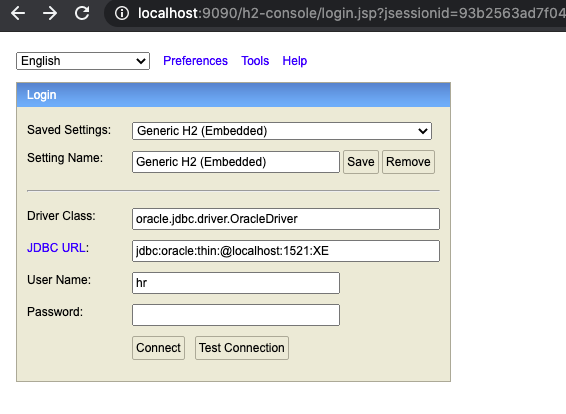 localhost:9090/h2-console/login.jsp?jsessionid=93b2563ad7f04
English Preferences Tools Help
Login
Saved Settings: Generic H2 (Embedded)
Setting Name: Generic H2 (Embedded) Save Remove
Driver Class: oracle.jdbc.driver.OracleDriver
JDBC URL: jdbc:oracle:thin:@localhost:1521:XE
User Name: hr
Password:
Connect Test Connection